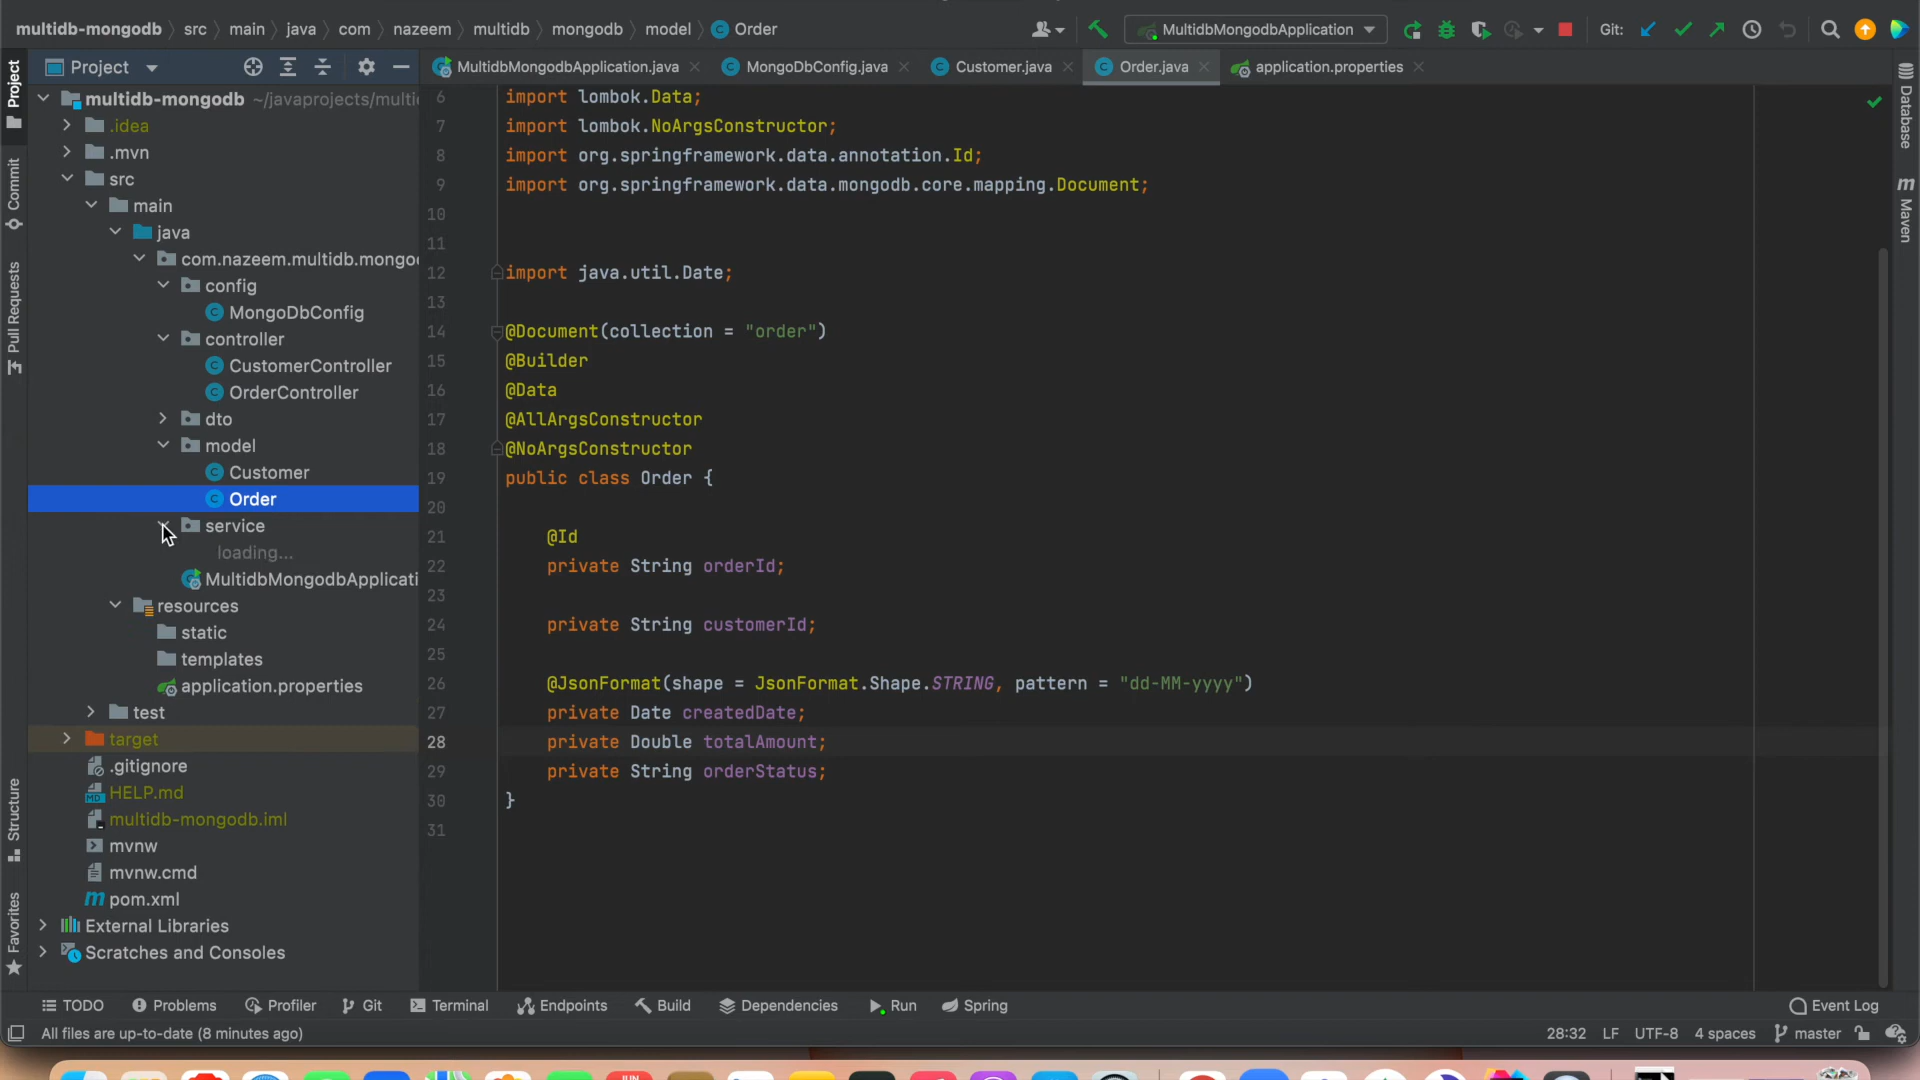 multidb-mongodb src main java com nazeem multidb mongodb model Order
MultidbMongodbApplication
Git:
Project
MultidbMongodbApplication.java
MongoDbConfig.java
Customer.java
Order.java
application.properties
Project
Commit
Pull Requests
Structure
Favorites
multidb-mongodb ~/javaprojects/multi
.idea
.mvn
src
main
java
com.nazeem.multidb.mongo
config
MongoDbConfig
controller
CustomerController
OrderController
dto
model
Customer
Order
service
loading...
MultidbMongodbApplicati
resources
static
templates
application.properties
test
target
.gitignore
HELP.md
multidb-mongodb.iml
mvnw
mvnw.cmd
pom.xml
External Libraries
Scratches and Consoles
6 import lombok.Data;
7 import lombok.NoArgsConstructor;
8 import org.springframework.data.annotation.Id;
9 import org.springframework.data.mongodb.core.mapping.Document;
10
11
12 import java.util.Date;
13
14 @Document(collection = "order")
15 @Builder
16 @Data
17 @AllArgsConstructor
18 @NoArgsConstructor
19 public class Order {
20
21 @Id
22 private String orderId;
23
24 private String customerId;
25
26 @JsonFormat(shape = JsonFormat.Shape.STRING, pattern = "dd-MM-yyyy")
27 private Date createdDate;
28 private Double totalAmount;
29 private String orderStatus;
30 }
31
Database
m Maven
TODO Problems Profiler Git Terminal Endpoints Build Dependencies Run Spring Event Log
All files are up-to-date (8 minutes ago) 28:32 LF UTF-8 4 spaces master
JUN